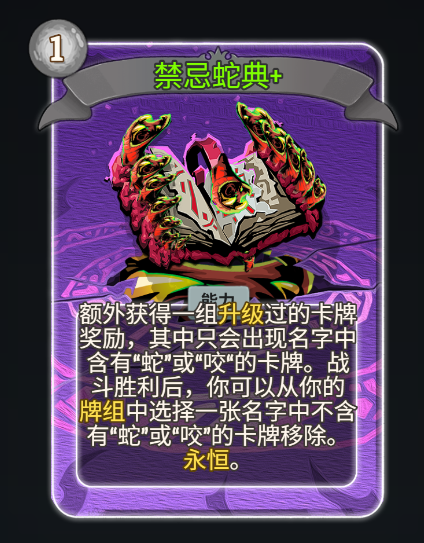 1
禁忌蛇典+
能力
额外获得一组升级过的卡牌
奖励，其中只会出现名字中
含有“蛇”或“咬“的卡牌。战
斗胜利后，你可以从你的
牌组中选择一张名字中不含
有“蛇”或“咬”的卡牌移除。
永恒。